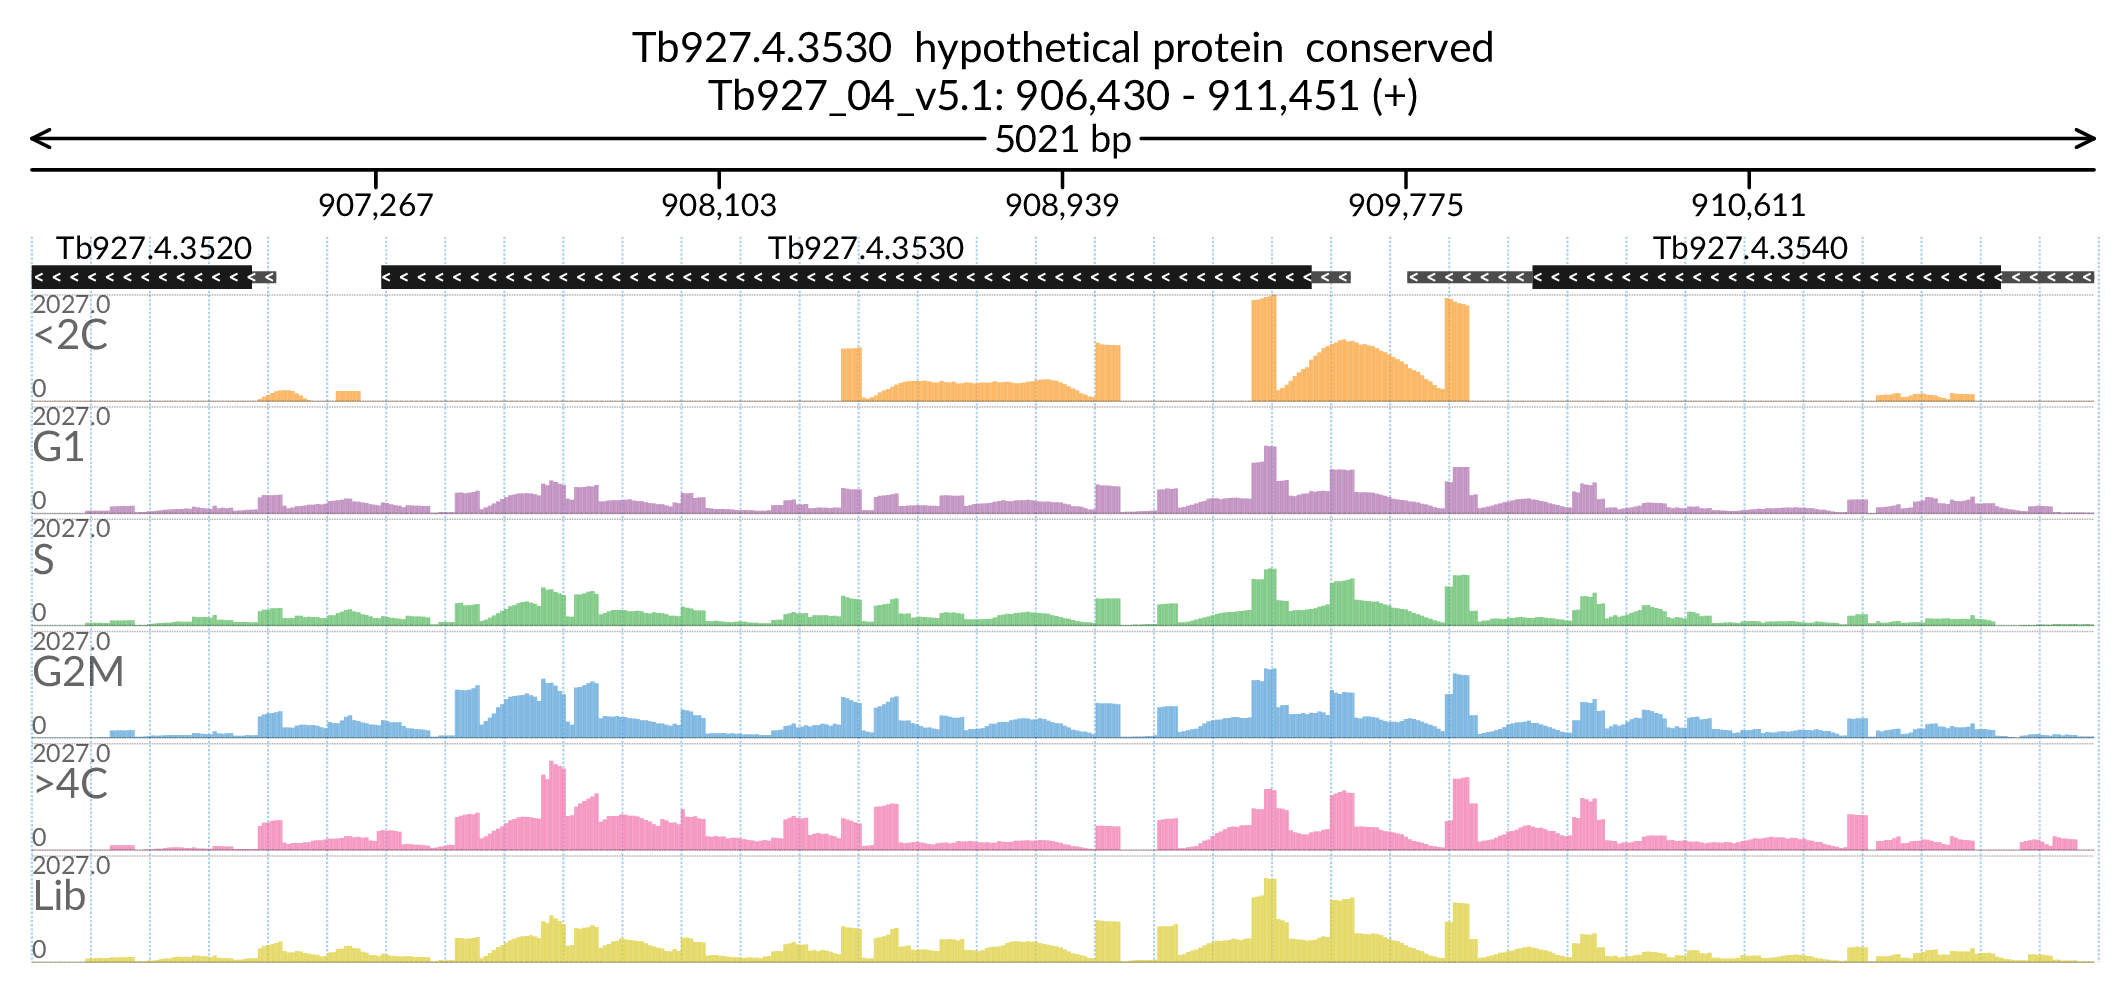 Tb927.4.3530  hypothetical protein  conserved
Tb927_04_v5.1: 906,430 - 911,451 (+)
5021 bp
907,267 908,103 908,939 909,775 910,611
Tb927.4.3520 Tb927.4.3530 Tb927.4.3540
2027.0
<2C
0
2027.0
G1
0
2027.0
S
0
2027.0
G2M
0
2027.0
>4C
0
2027.0
Lib
0